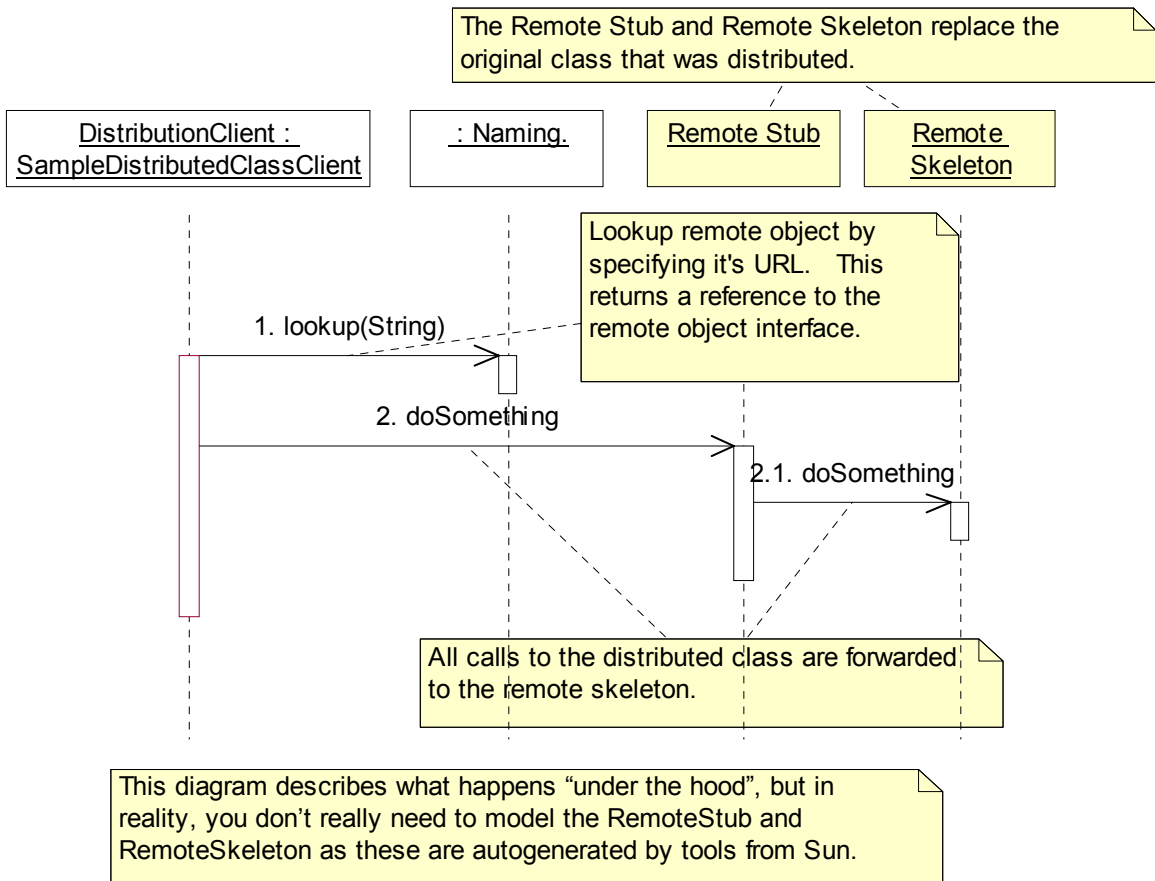 The Remote Stub and Remote Skeleton replace the
original class that was distributed.
DistributionClient :
SampleDistributedClassClient
: Naming.
Remote Stub
Remote
Skeleton
Lookup remote object by
specifying it's URL.   This
returns a reference to the
remote object interface.
1. lookup(String)
2. doSomething
2.1. doSomething
All calls to the distributed class are forwarded
to the remote skeleton.
This diagram describes what happens “under the hood”, but in
reality, you don’t really need to model the RemoteStub and
RemoteSkeleton as these are autogenerated by tools from Sun.